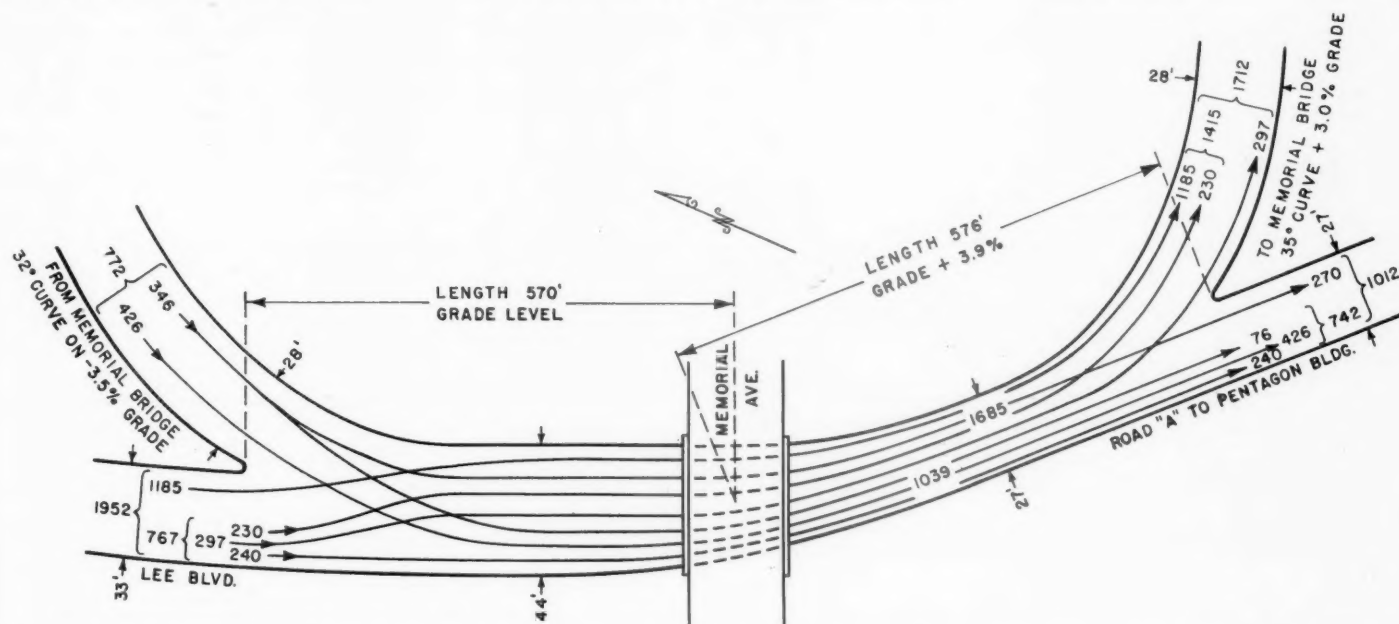 772
346
426
FROM MEMORIAL BRIDGE
32° CURVE ON -3.5% GRADE
28'
LENGTH 570'
GRADE LEVEL
1952
1185
767
297
230
240
LEE BLVD.
33'
44'
N
MEMORIAL
AVE.
LENGTH 576'
GRADE + 3.9%
1685
1039
27'
ROAD "A" TO PENTAGON BLDG.
28'
1712
1415
1185
230
297
TO MEMORIAL BRIDGE
35° CURVE + 3.0% GRADE
27'
270
1012
76
426
742
240